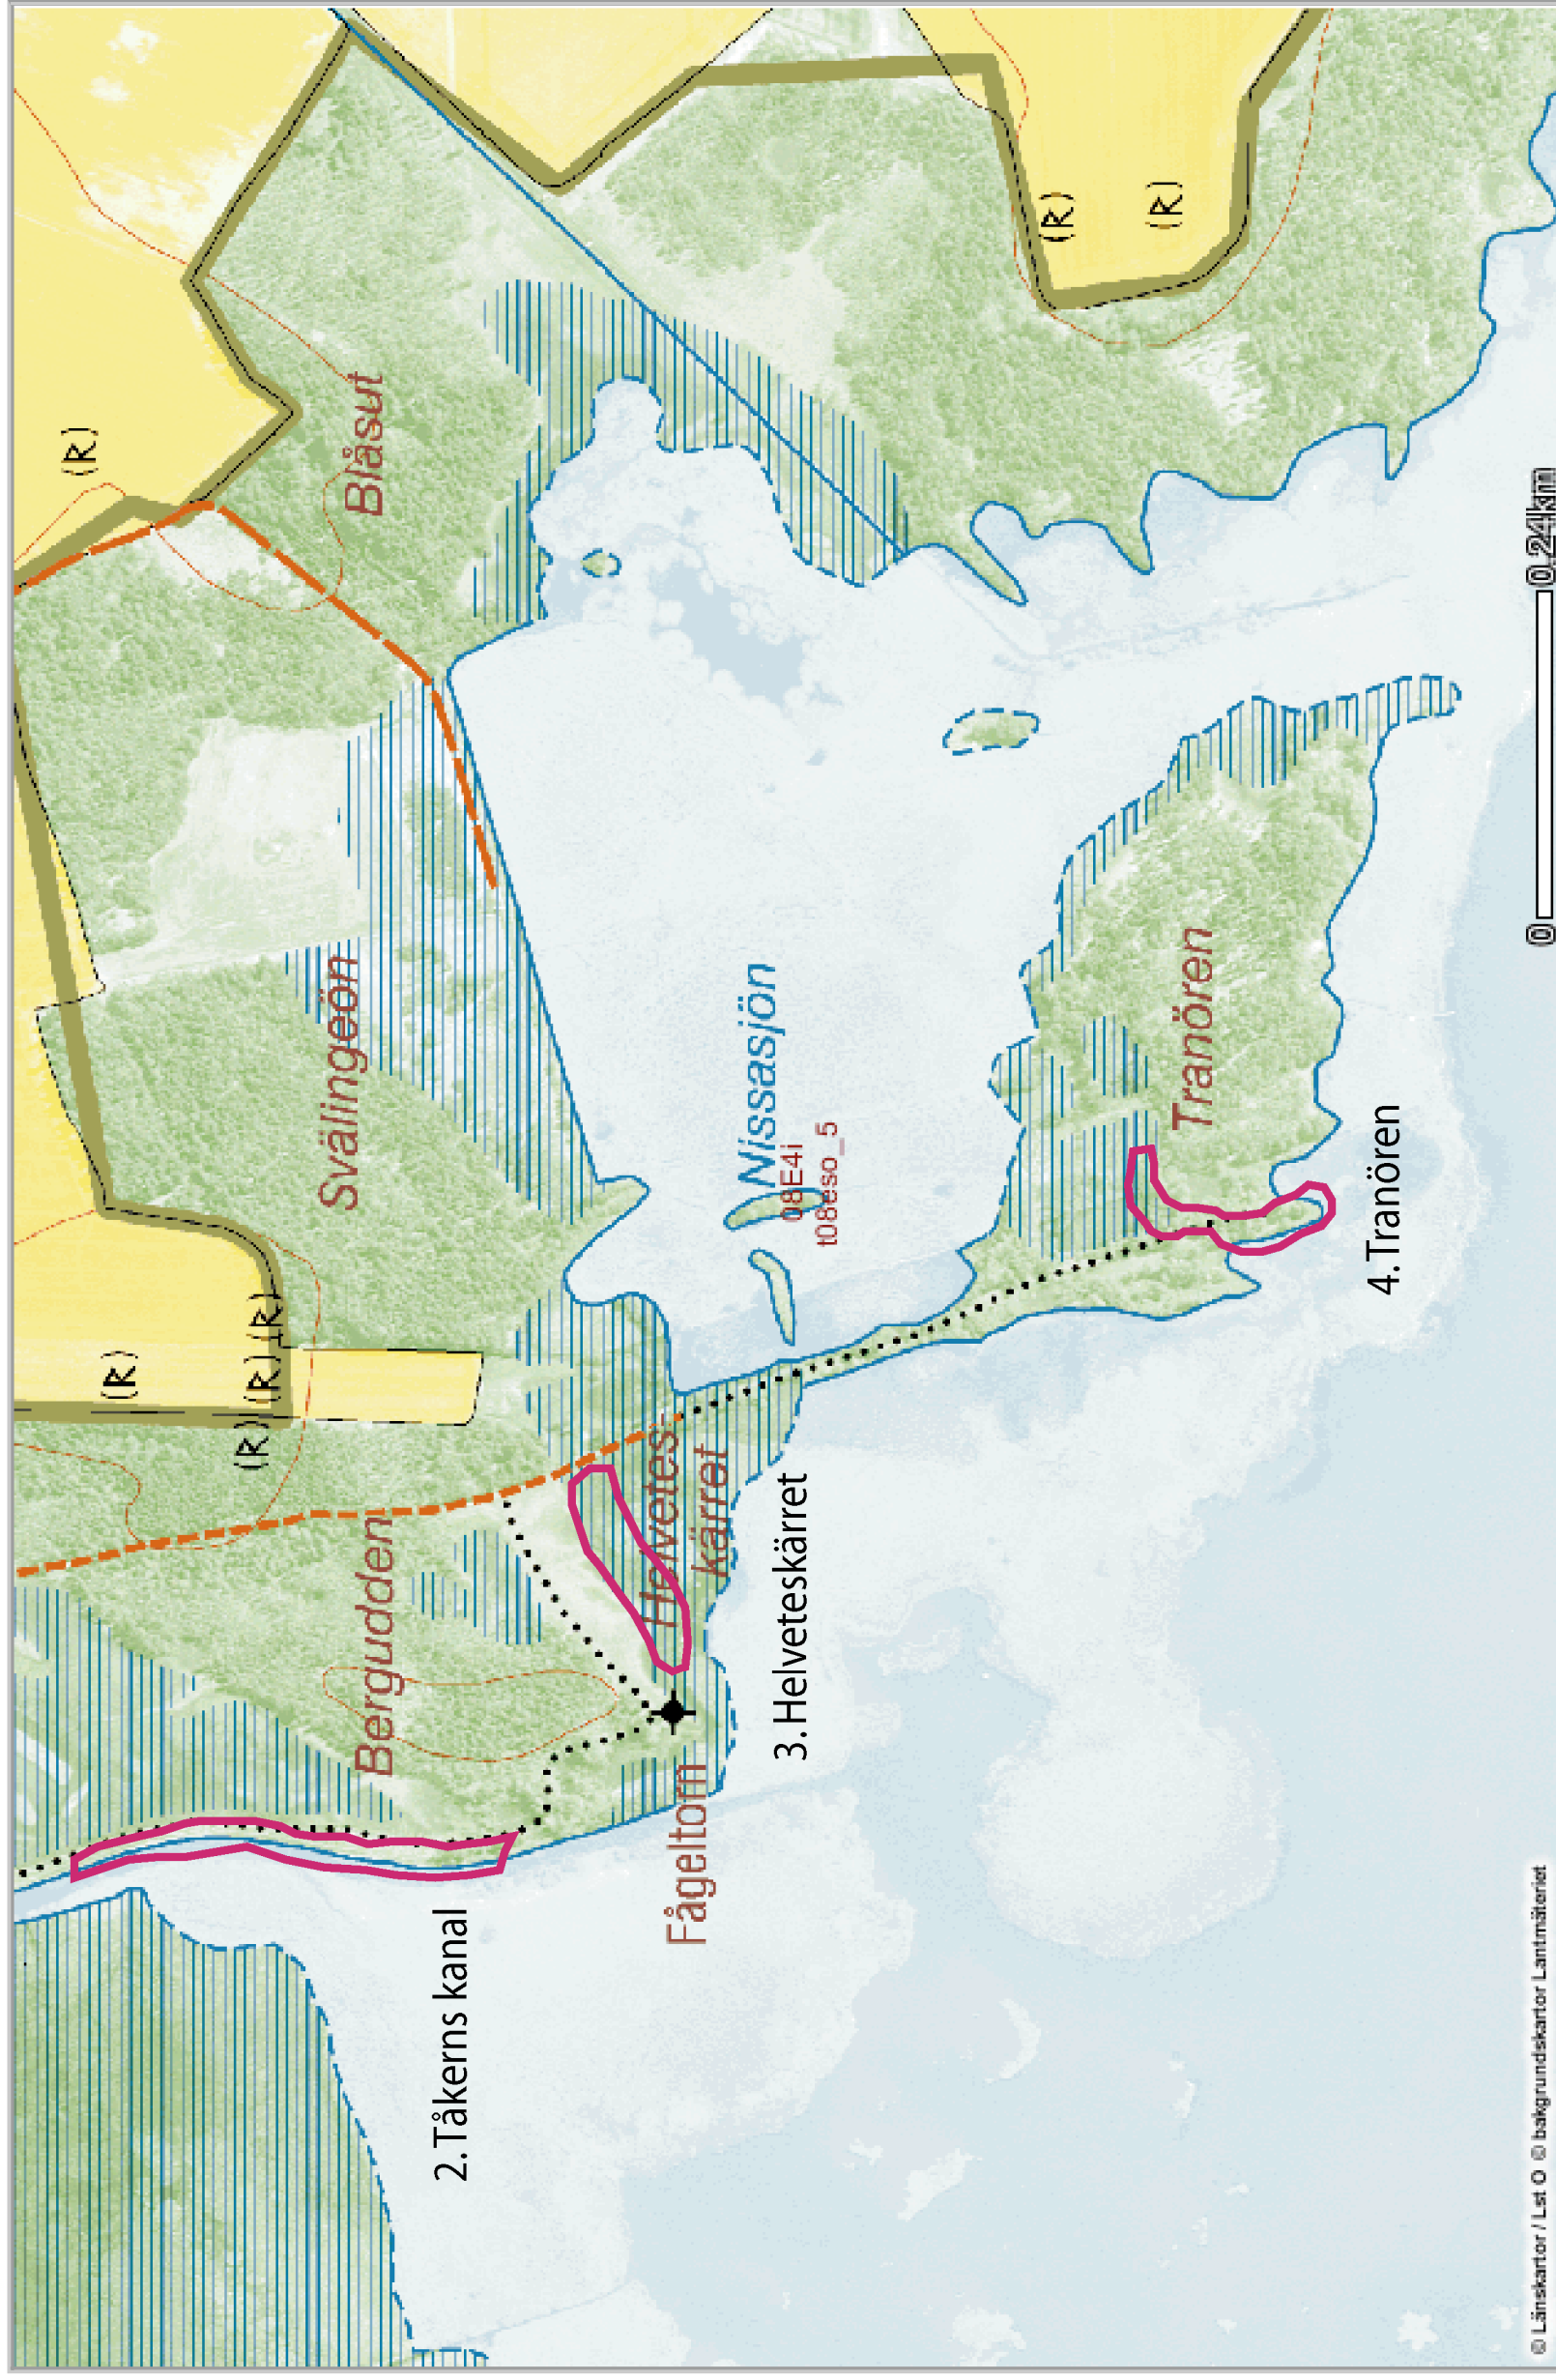 (R)
Blåsut
(R)
(R)
Svälingeön
(R)
(R)
(R)
(R)
Bergudden
Nissasjön
08E4i
t08eso_5
Tranören
4. Tranören
Helvetes-
kärret
3. Helveteskärret
Fågeltorn
2. Tåkerns kanal
0
0.24km
© Länskartor / Lst O © bakgrundskartor Lantmäteriet